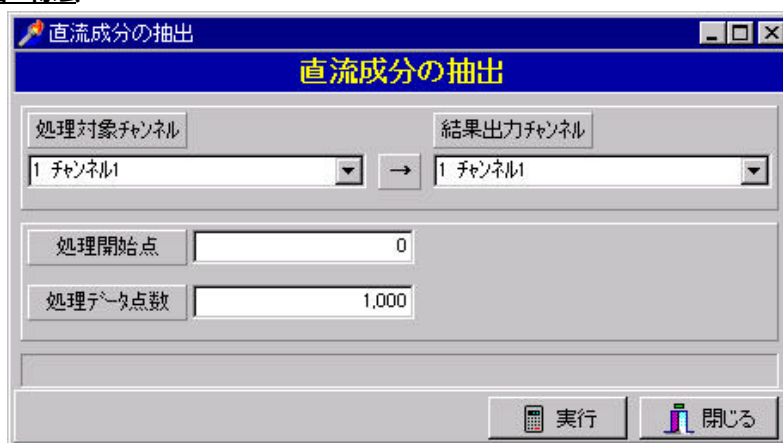 直流成分の抽出
直流成分の抽出
処理対象ﾁｬﾝﾈﾙ
結果出力ﾁｬﾝﾈﾙ
1 ﾁｬﾝﾈﾙ1
→
1 ﾁｬﾝﾈﾙ1
処理開始点
0
処理ﾃﾞｰﾀ点数
1,000
実行
閉じる